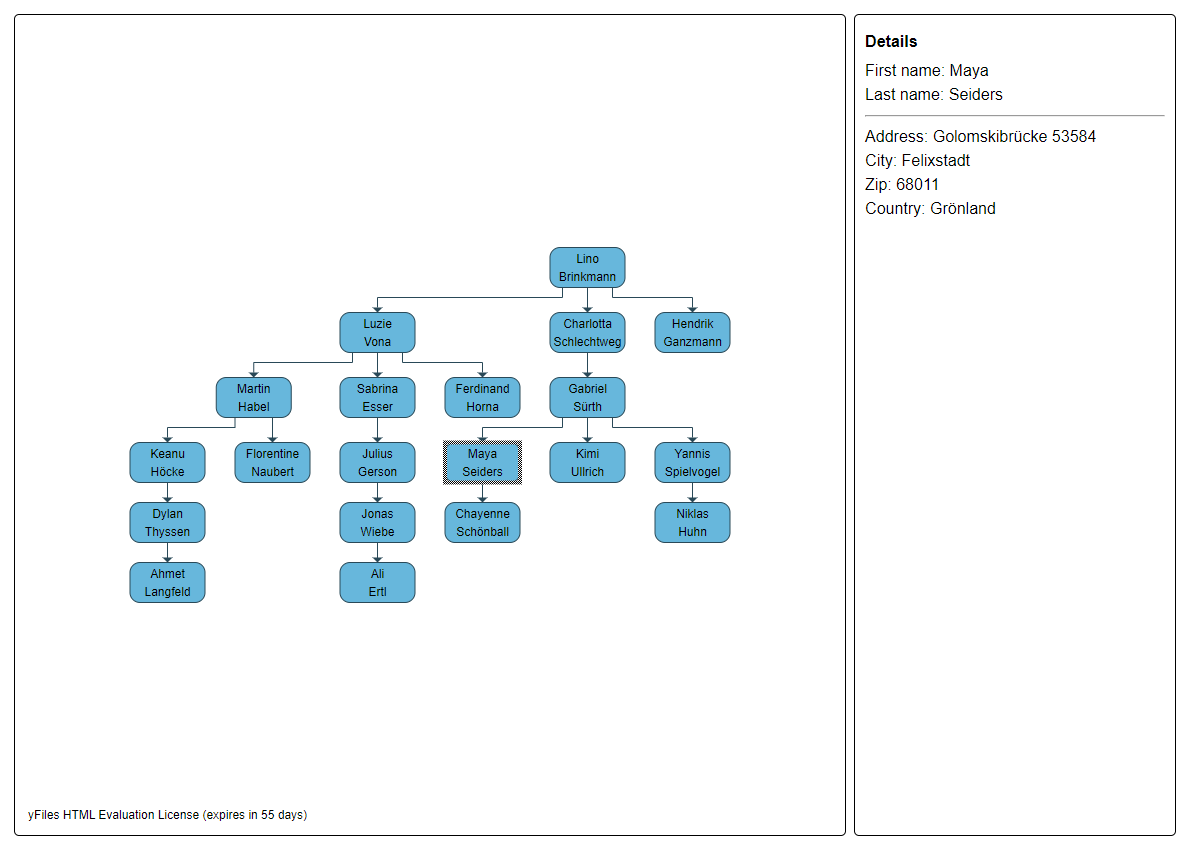 Lino
Brinkmann
Luzie
Vona
Charlotta
Schlechtweg
Hendrik
Ganzmann
Martin
Habel
Sabrina
Esser
Ferdinand
Horna
Gabriel
Sürth
Keanu
Höcke
Florentine
Naubert
Julius
Gerson
Maya
Seiders
Kimi
Ullrich
Yannis
Spielvogel
Dylan
Thyssen
Jonas
Wiebe
Chayenne
Schönball
Niklas
Huhn
Ahmet
Langfeld
Ali
Ertl
yFiles HTML Evaluation License (expires in 55 days)
Details
First name: Maya
Last name: Seiders
Address: Golomskibrücke 53584
City: Felixstadt
Zip: 68011
Country: Grönland